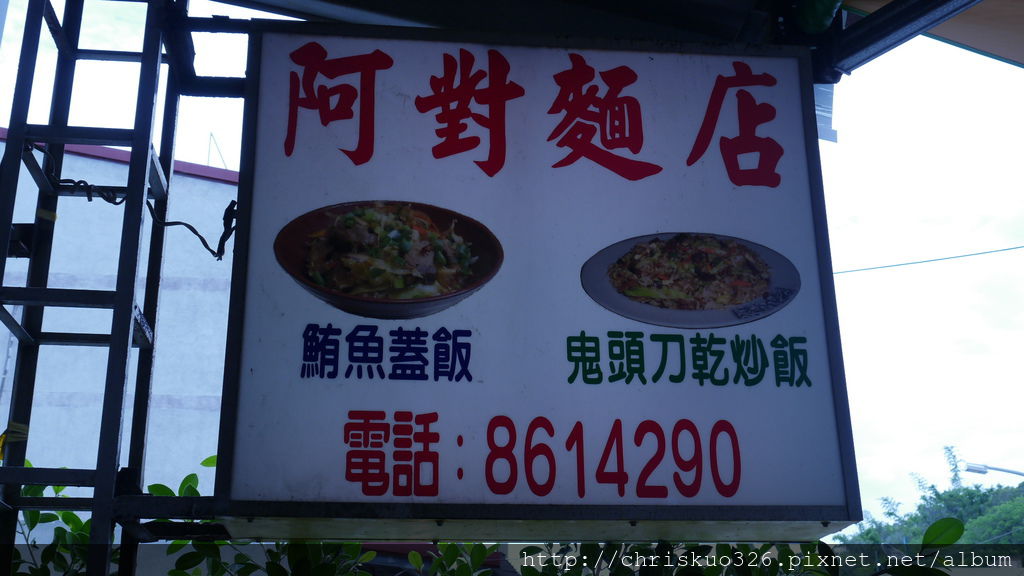 阿對麵店
鮪魚蓋飯
鬼頭刀乾炒飯
電話:8614290
http://chriskuo326.pixnet.net/album